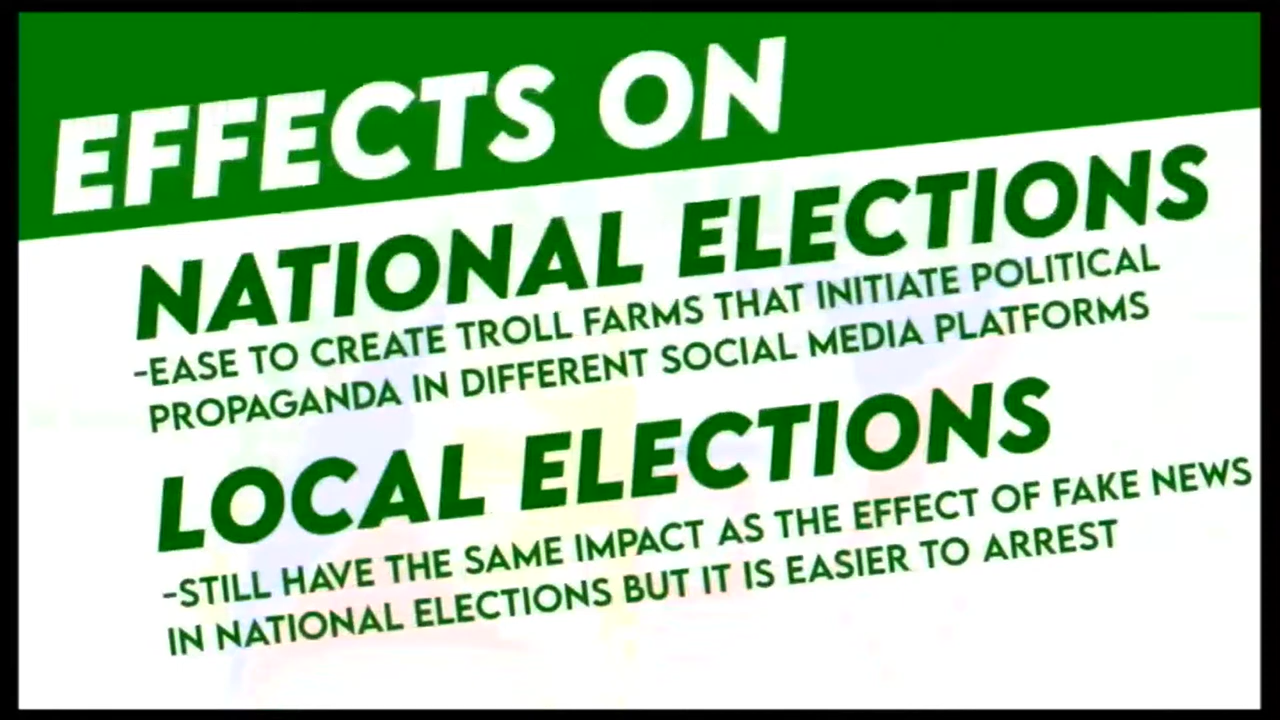 EFFECTS ON
NATIONAL ELECTIONS
-EASE TO CREATE TROLL FARMS THAT INITIATE POLITICAL
PROPAGANDA IN DIFFERENT SOCIAL MEDIA PLATFORMS
LOCAL ELECTIONS
-STILL HAVE THE SAME IMPACT AS THE EFFECT OF FAKE NEWS
IN NATIONAL ELECTIONS BUT IT IS EASIER TO ARREST